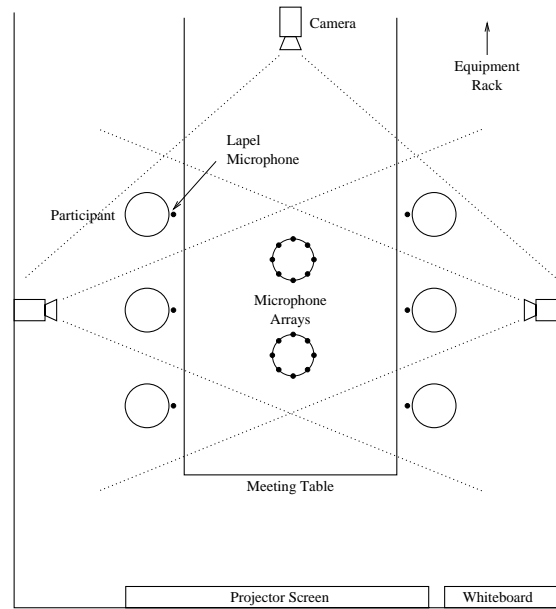 Camera
Equipment
Rack
Lapel
Microphone
Participant
Microphone
Arrays
Meeting Table
Projector Screen
Whiteboard